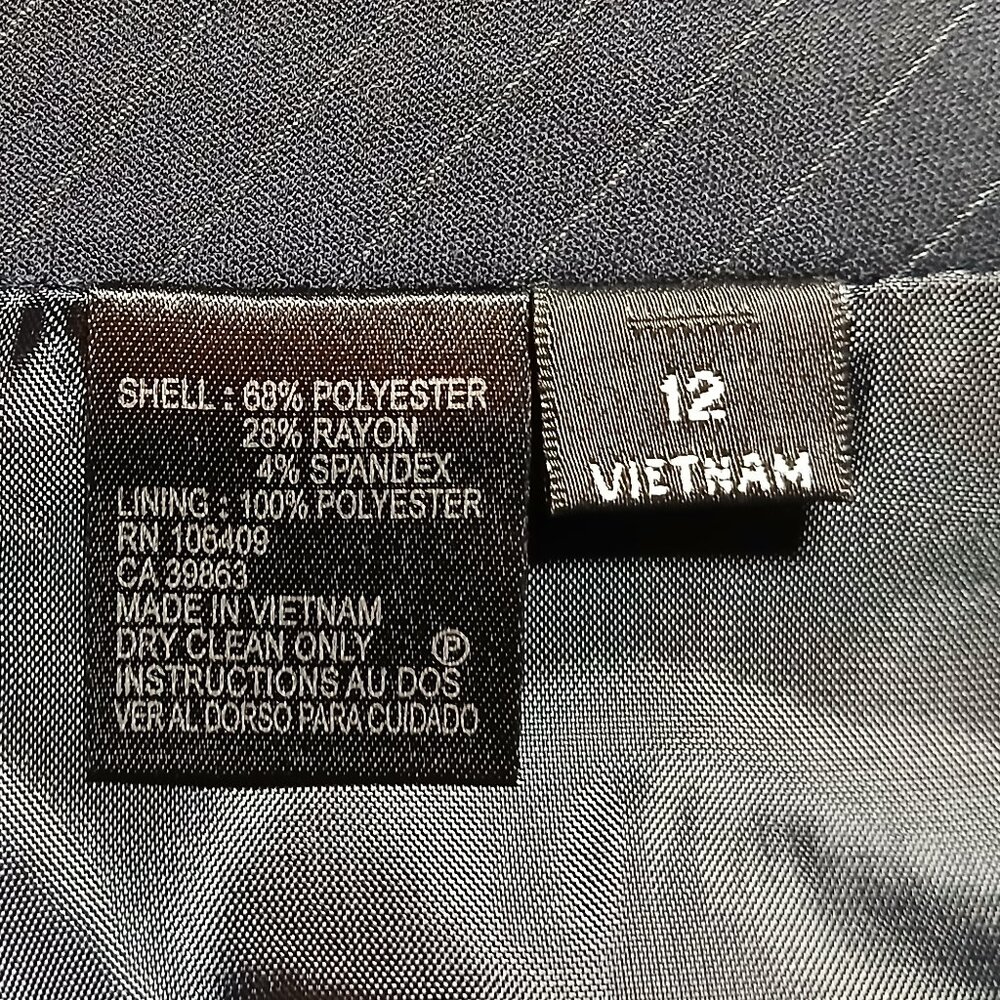 SHELL : 68% POLYESTER
28% RAYON
4% SPANDEX
LINING : 100% POLYESTER
RN 106409
CA 39863
MADE IN VIETNAM
DRY CLEAN ONLY Ⓟ
INSTRUCTIONS AU DOS
VER AL DORSO PARA CUIDADO
12
VIETNAM